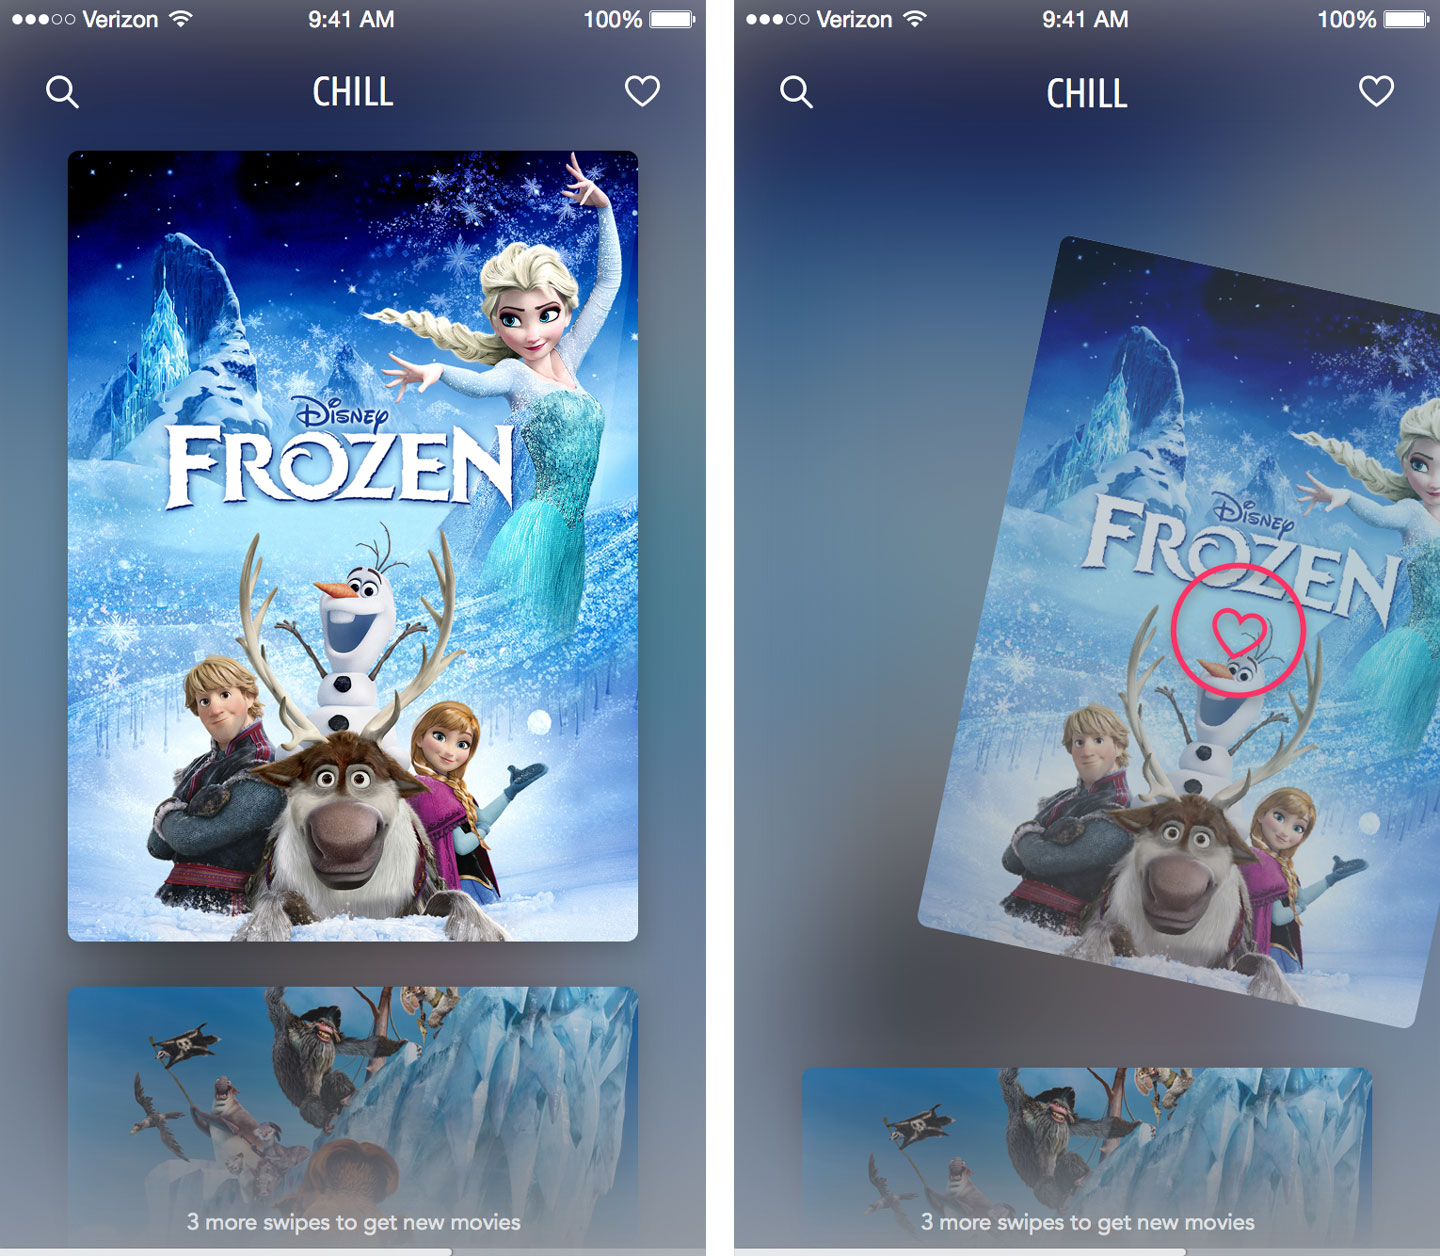 Verizon 9:41 AM 100%
CHILL
DISNEY
FROZEN
3 more swipes to get new movies
Verizon 9:41 AM 100%
CHILL
DISNEY
FROZEN
3 more swipes to get new movies